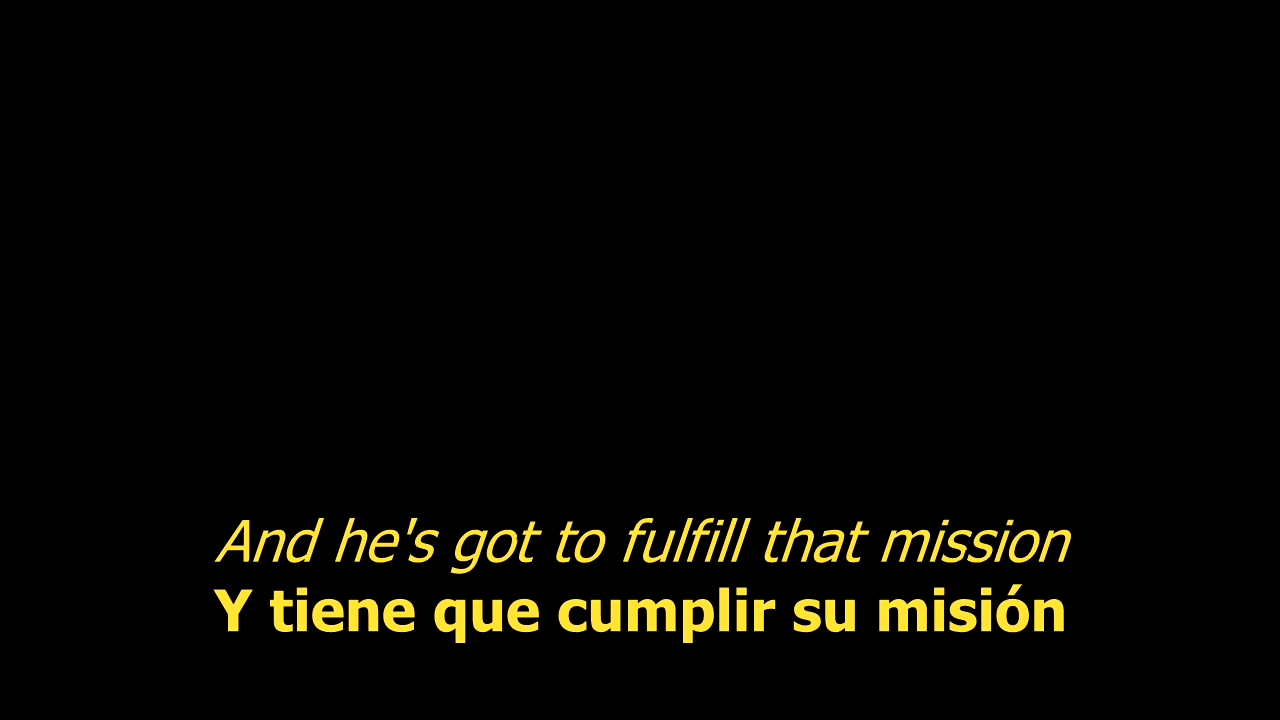 And he's got to fulfill that mission
Y tiene que cumplir su misión